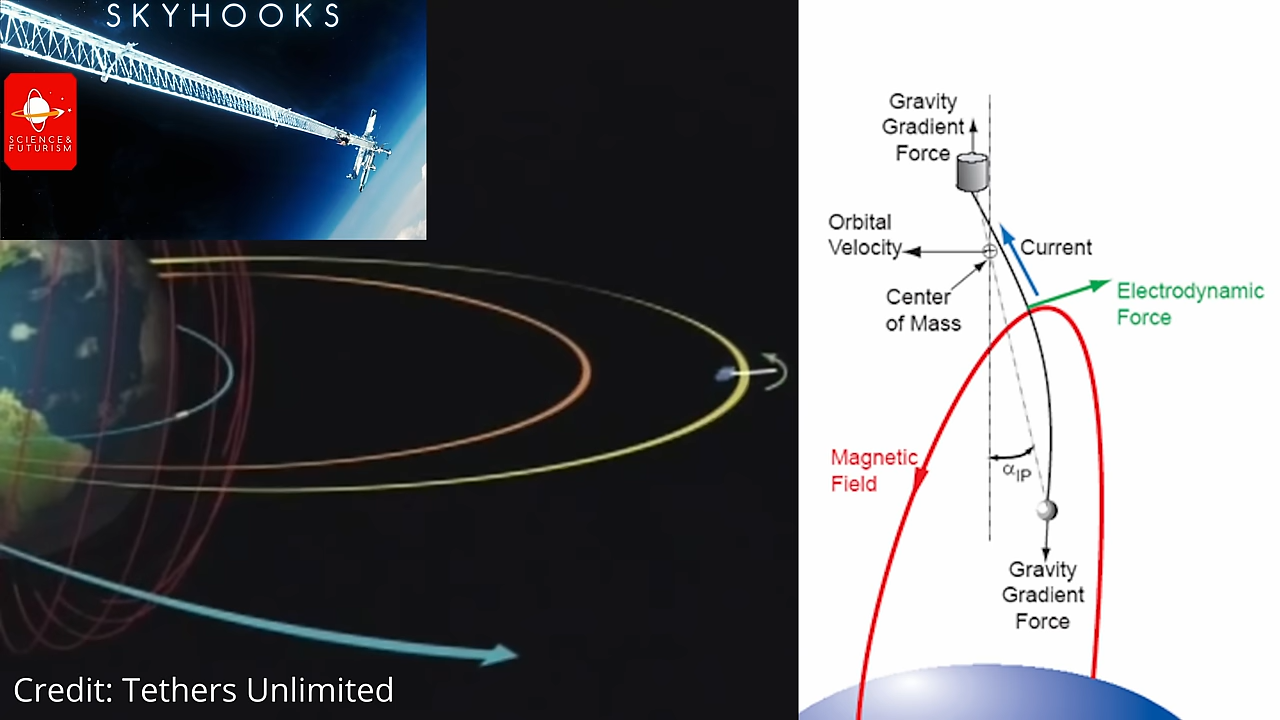 SKYHOOKS
SCIENCE&
FUTURISM
Credit: Tethers Unlimited
Gravity
Gradient
Force
Orbital
Velocity
Current
Center
of Mass
Electrodynamic
Force
Magnetic
Field
αIP
Gravity
Gradient
Force